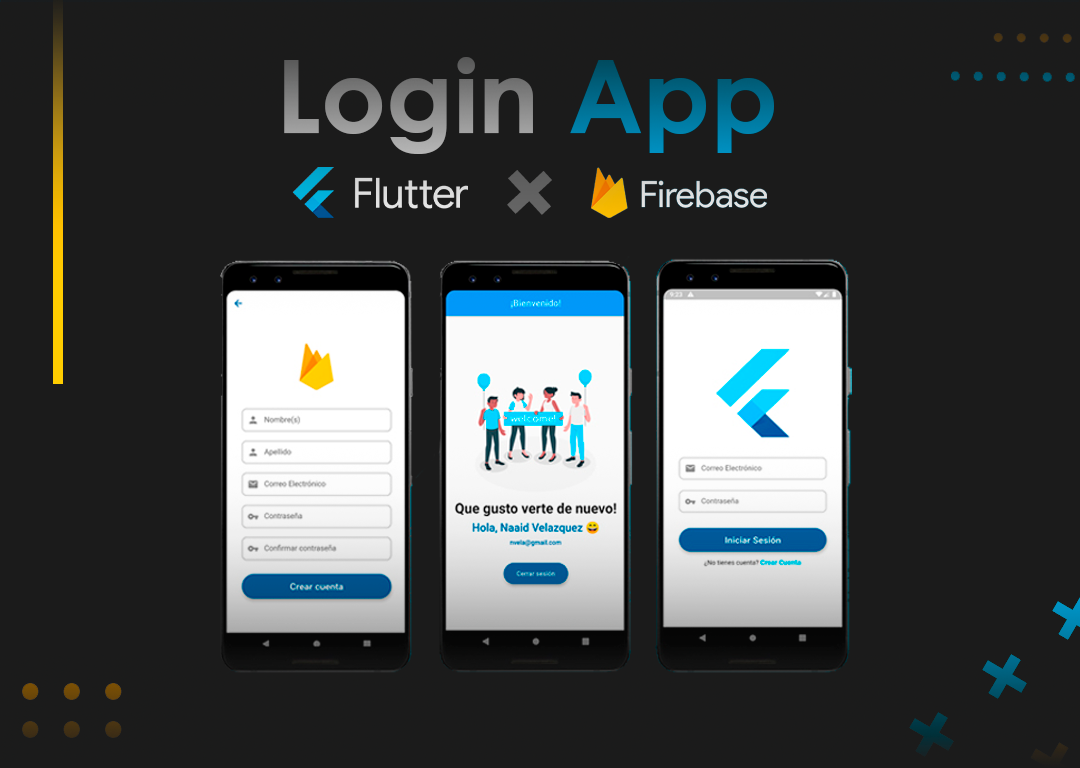 Login App
Flutter
Firebase
Nombre(s)
Apellido
Correo Electrónico
Contraseña
Confirmar contraseña
Crear cuenta
¡Bienvenido!
welcome!
Que gusto verte de nuevo!
Hola, Naaid Velazquez 😄
nvela@gmail.com
Cerrar sesión
9:23
Correo Electrónico
Contraseña
Iniciar Sesión
¿No tienes cuenta? Crear Cuenta